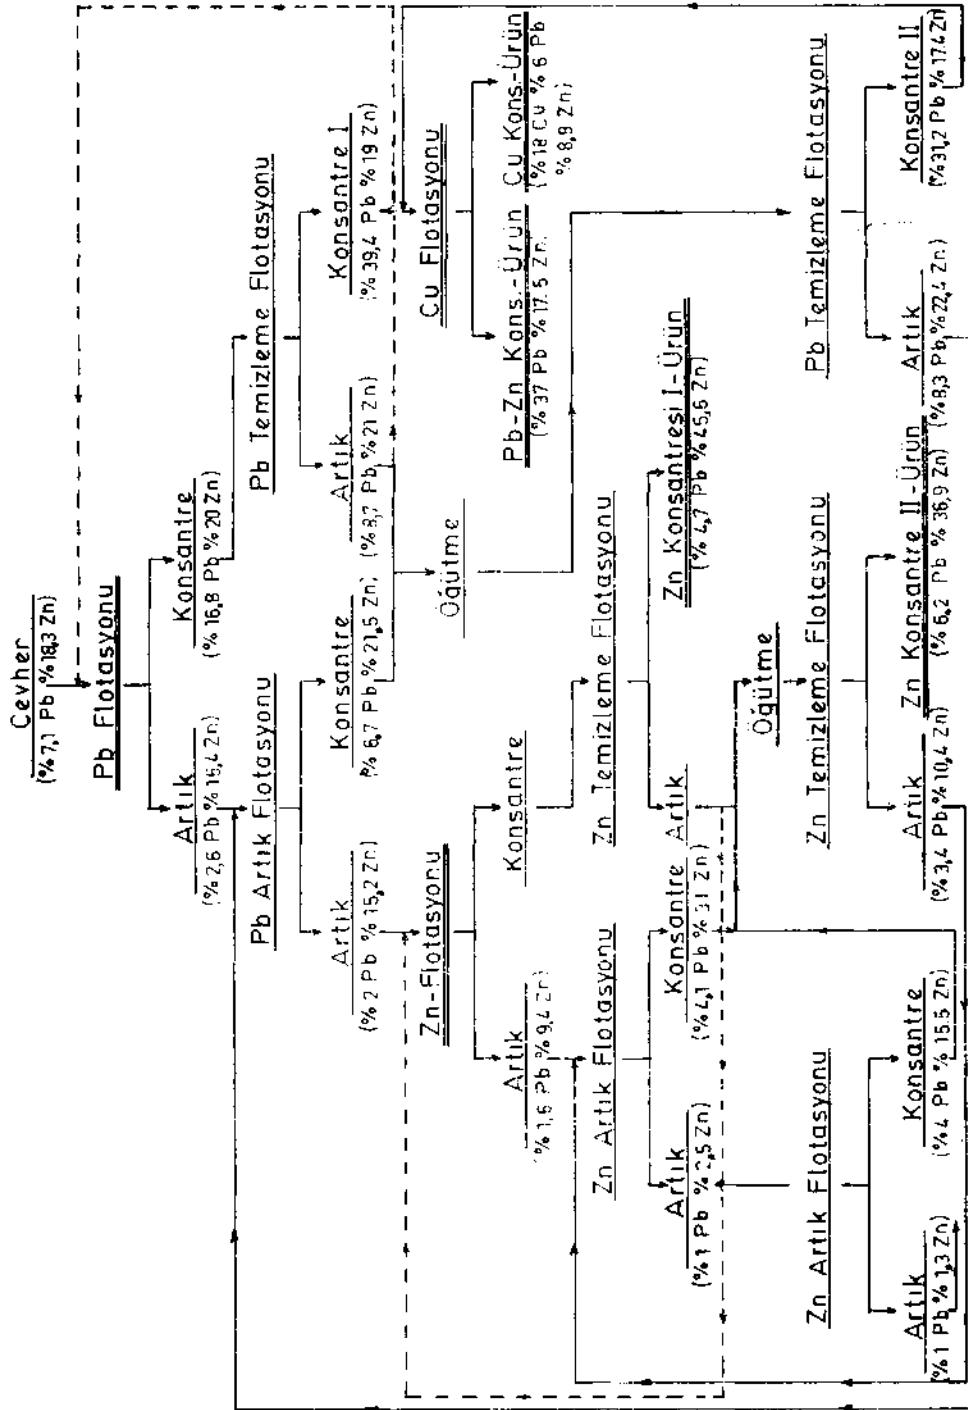 Cevher
(% 7,1 Pb % 18,3 Zn)
Pb Flotasyonu
Artık
(% 2,6 Pb % 16,4 Zn)
Konsantre
(% 16,8 Pb % 20 Zn)
Pb Artık Flotasyonu
Pb Temizleme Flotasyonu
Artık
(% 2 Pb % 15,2 Zn)
Konsantre
% 6,7 Pb % 21,5 Zn)
Artık
(% 8,7 Pb % 21 Zn)
Konsantre I
(% 39,4 Pb % 19 Zn)
Zn-Flotasyonu
Öğütme
Cu Flotasyonu
Artık
% 1,6 Pb % 9,4 Zn)
Konsantre
Pb-Zn Kons.-Ürün
(% 37 Pb % 17,5 Zn)
Cu Kons.-Ürün
(% 18 Cu % 6 Pb
% 8,9 Zn)
Zn Artık Flotasyonu
Zn Temizleme Flotasyonu
Artık
(% 1 Pb % 2,5 Zn)
Konsantre
(% 4,1 Pb % 31 Zn)
Artık
Zn Konsantresi I-Ürün
(% 4,7 Pb % 45,6 Zn)
Öğütme
Zn Artık Flotasyonu
Zn Temizleme Flotasyonu
Pb Temizleme Flotasyonu
Artık
(% 1 Pb % 1,3 Zn)
Konsantre
(% 4 Pb % 15,5 Zn)
Artık
(% 3,4 Pb % 10,4 Zn)
Zn Konsantre II-Ürün
(% 6,2 Pb % 36,9 Zn)
Artık
(% 8,3 Pb % 22,4 Zn)
Konsantre II
(% 31,2 Pb % 17,4 Zn)